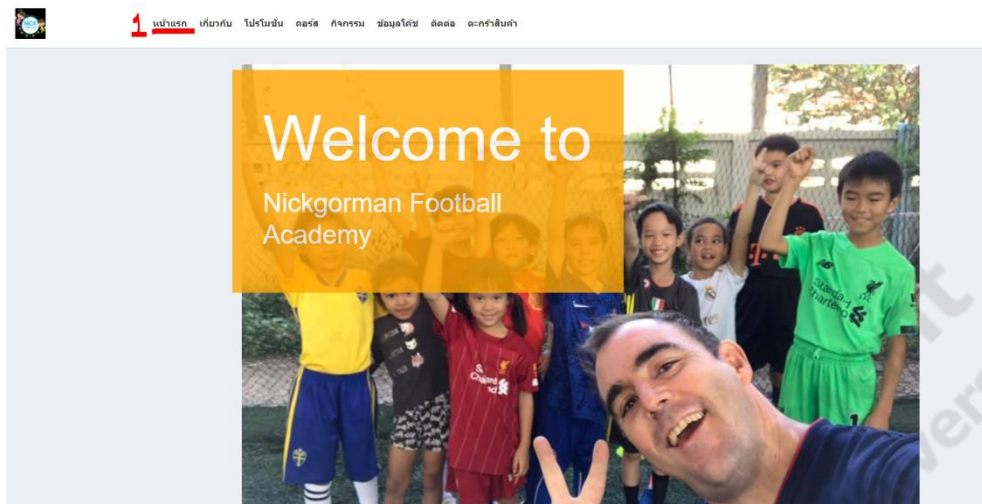 1 หน้าแรก เกี่ยวกับ โปรโมชั่น คอร์ส กิจกรรม ข้อมูลโค้ช ติดต่อ ตะกร้าสินค้า
Welcome to
Nickgorman Football
Academy
Standard
Chartered